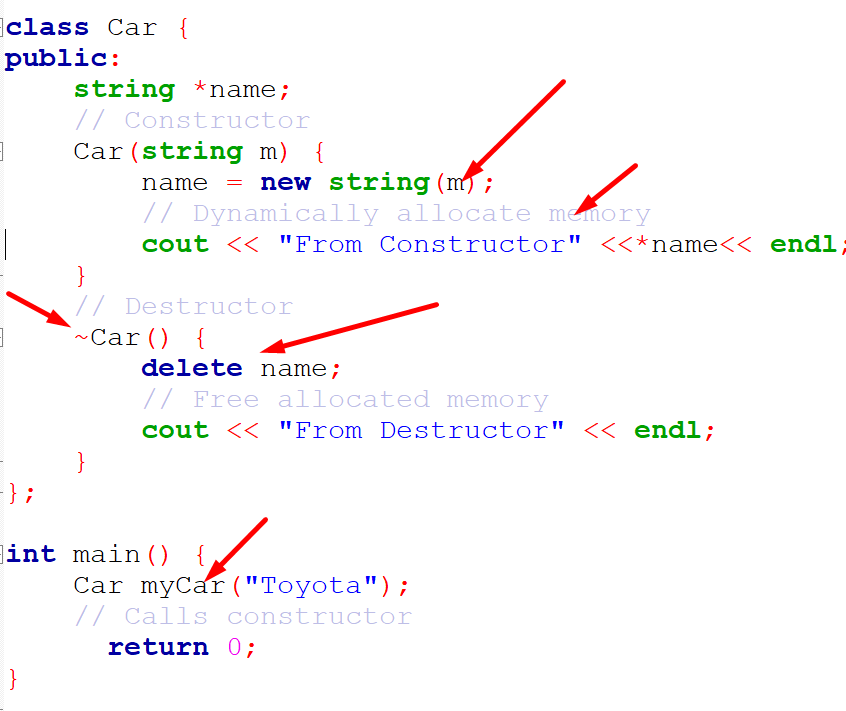 class Car {
public:
    string *name;
    // Constructor
    Car(string m) {
        name = new string(m);
        // Dynamically allocate memory
        cout << "From Constructor" <<*name<< endl;
    }
    // Destructor
    ~Car() {
        delete name;
        // Free allocated memory
        cout << "From Destructor" << endl;
    }
};
int main() {
    Car myCar("Toyota");
    // Calls constructor
      return 0;
}